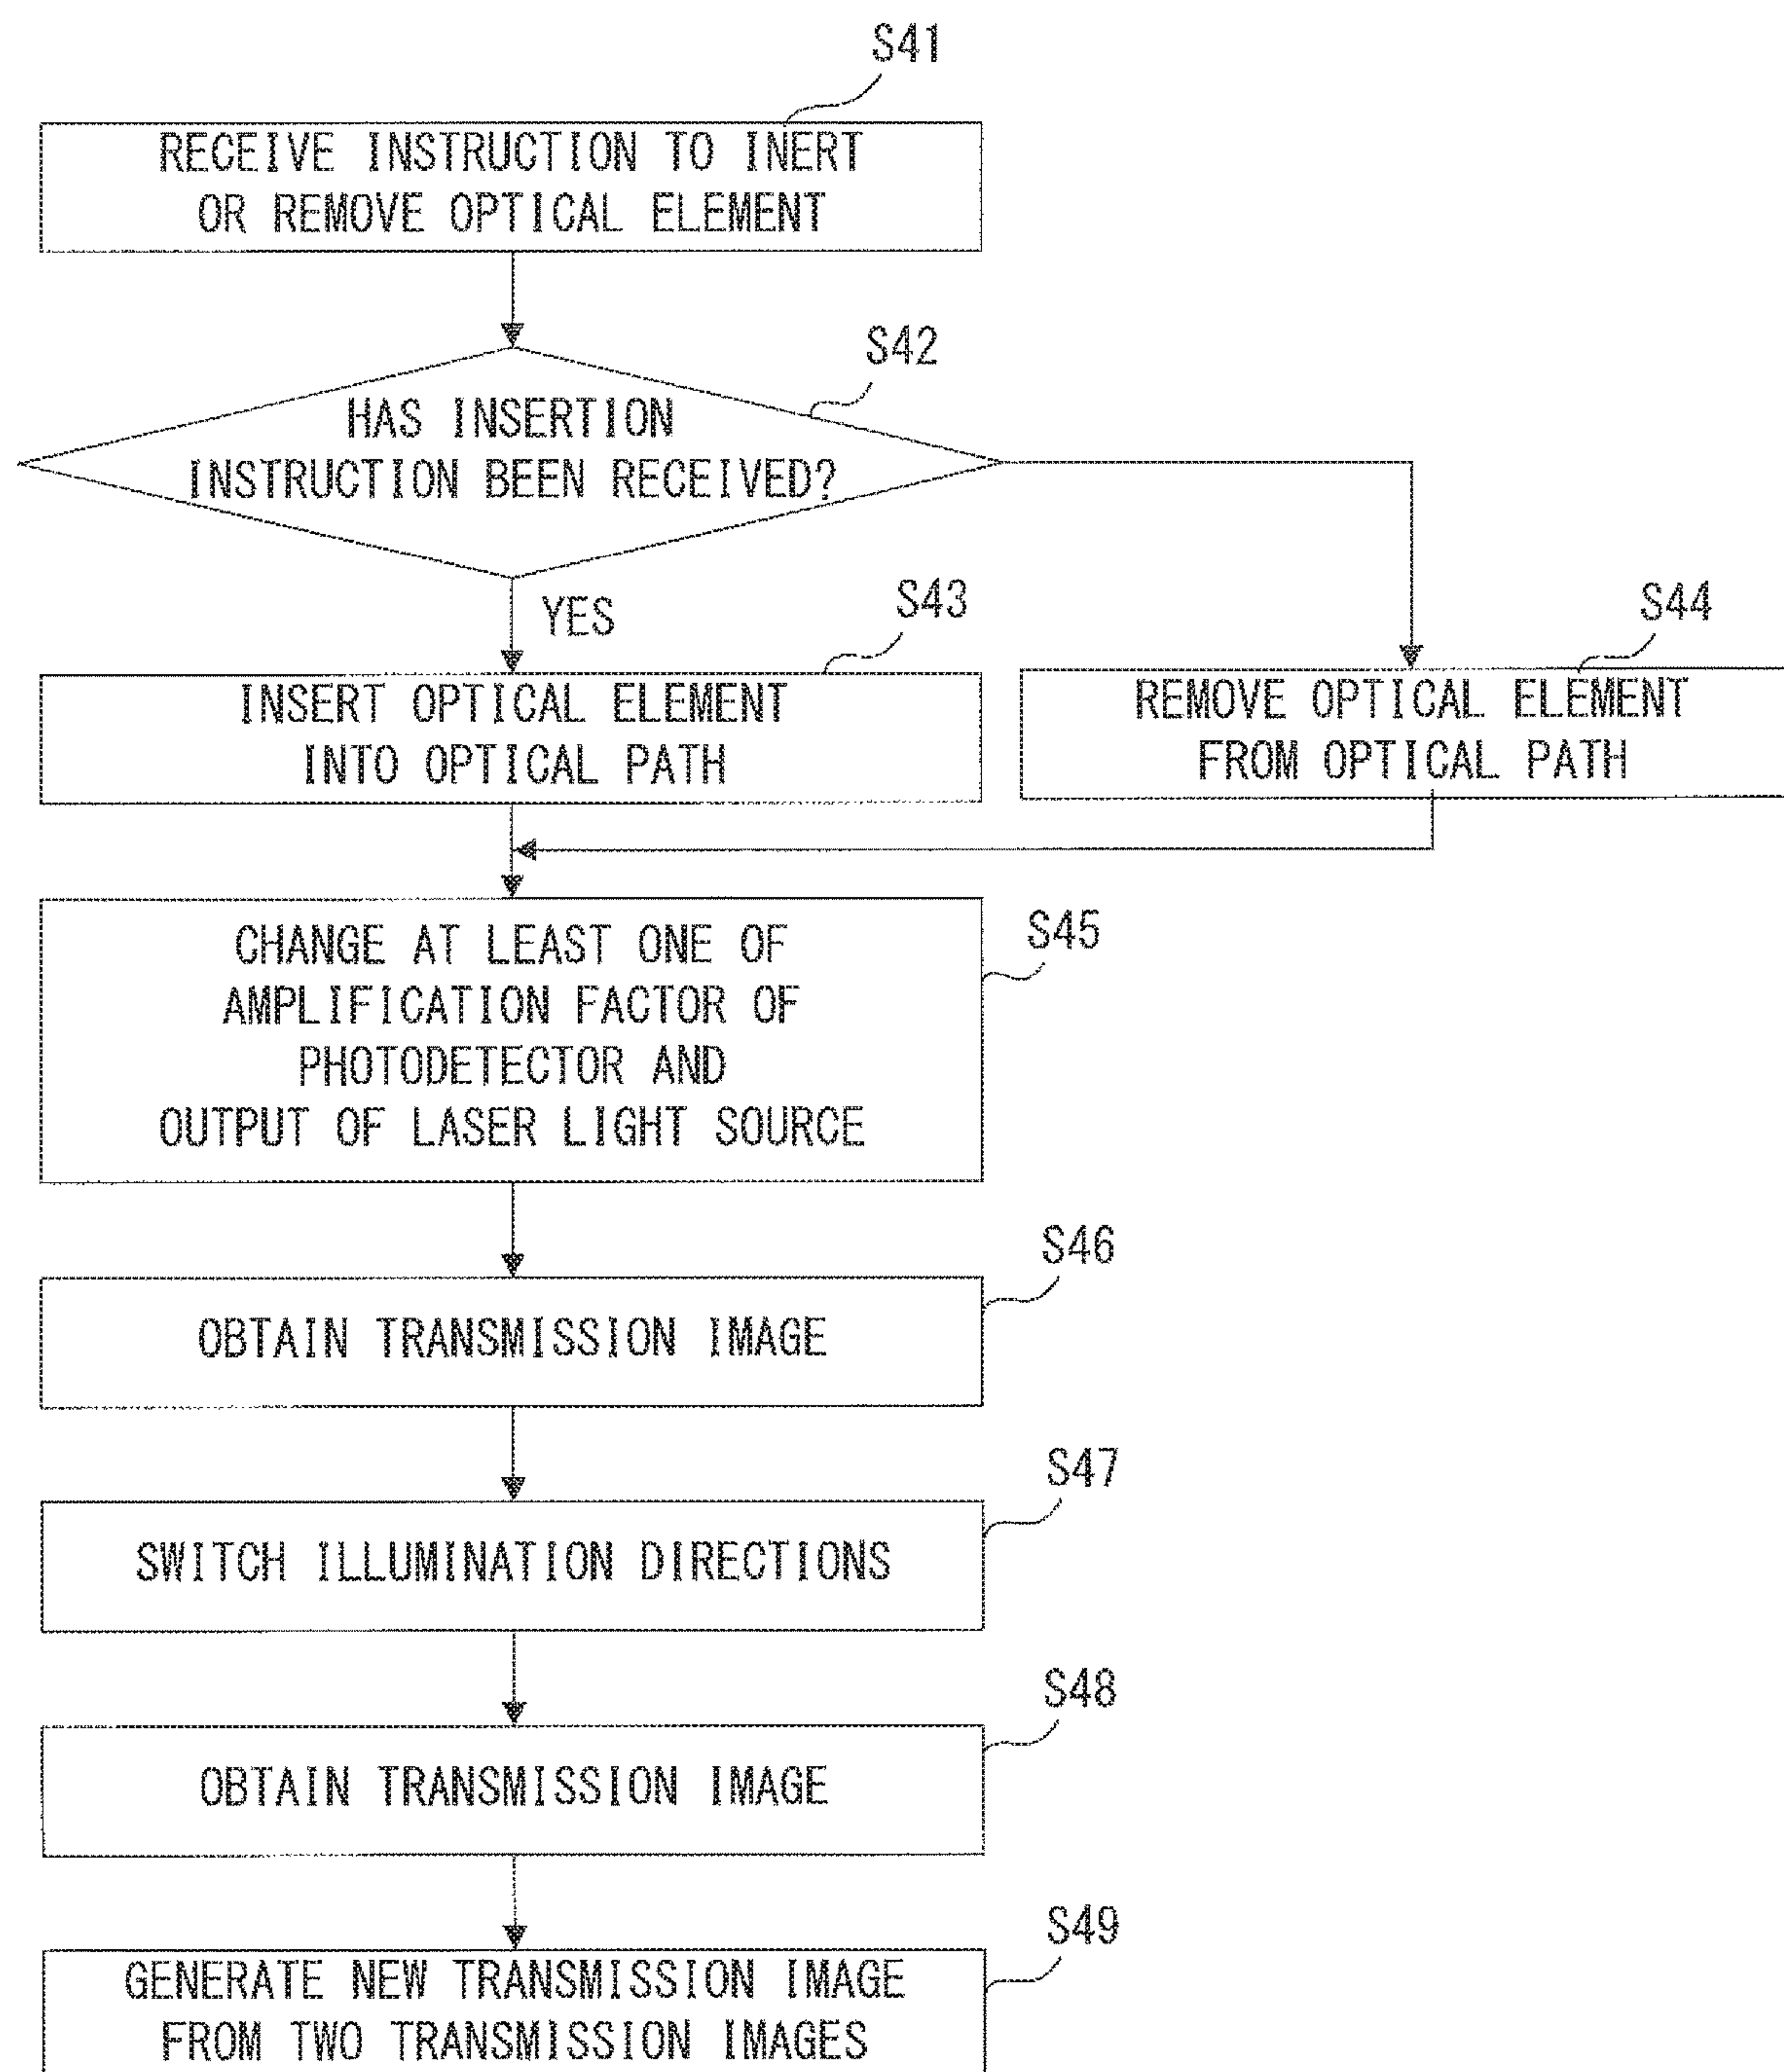 S41
RECEIVE INSTRUCTION TO INERT
OR REMOVE OPTICAL ELEMENT
S42
HAS INSERTION
INSTRUCTION BEEN RECEIVED?
YES
S43
INSERT OPTICAL ELEMENT
INTO OPTICAL PATH
S44
REMOVE OPTICAL ELEMENT
FROM OPTICAL PATH
S45
CHANGE AT LEAST ONE OF
AMPLIFICATION FACTOR OF
PHOTODETECTOR AND
OUTPUT OF LASER LIGHT SOURCE
S46
OBTAIN TRANSMISSION IMAGE
S47
SWITCH ILLUMINATION DIRECTIONS
S48
OBTAIN TRANSMISSION IMAGE
S49
GENERATE NEW TRANSMISSION IMAGE
FROM TWO TRANSMISSION IMAGES